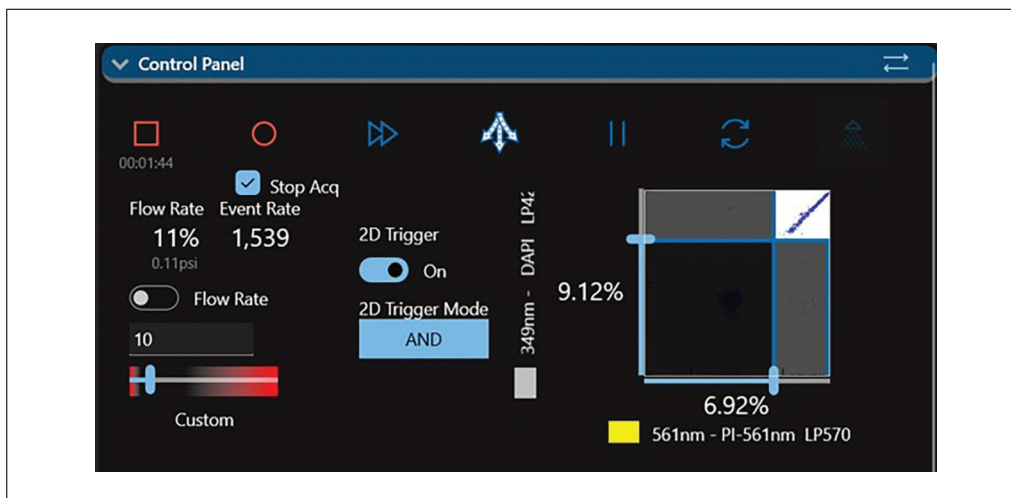 Control Panel
00:01:44
Stop Acq
Flow Rate Event Rate
11% 1,539
0.11psi
Flow Rate
10
Custom
2D Trigger
On
2D Trigger Mode
AND
349nm - DAPI LP42
9.12%
6.92%
561nm - PI-561nm LP570